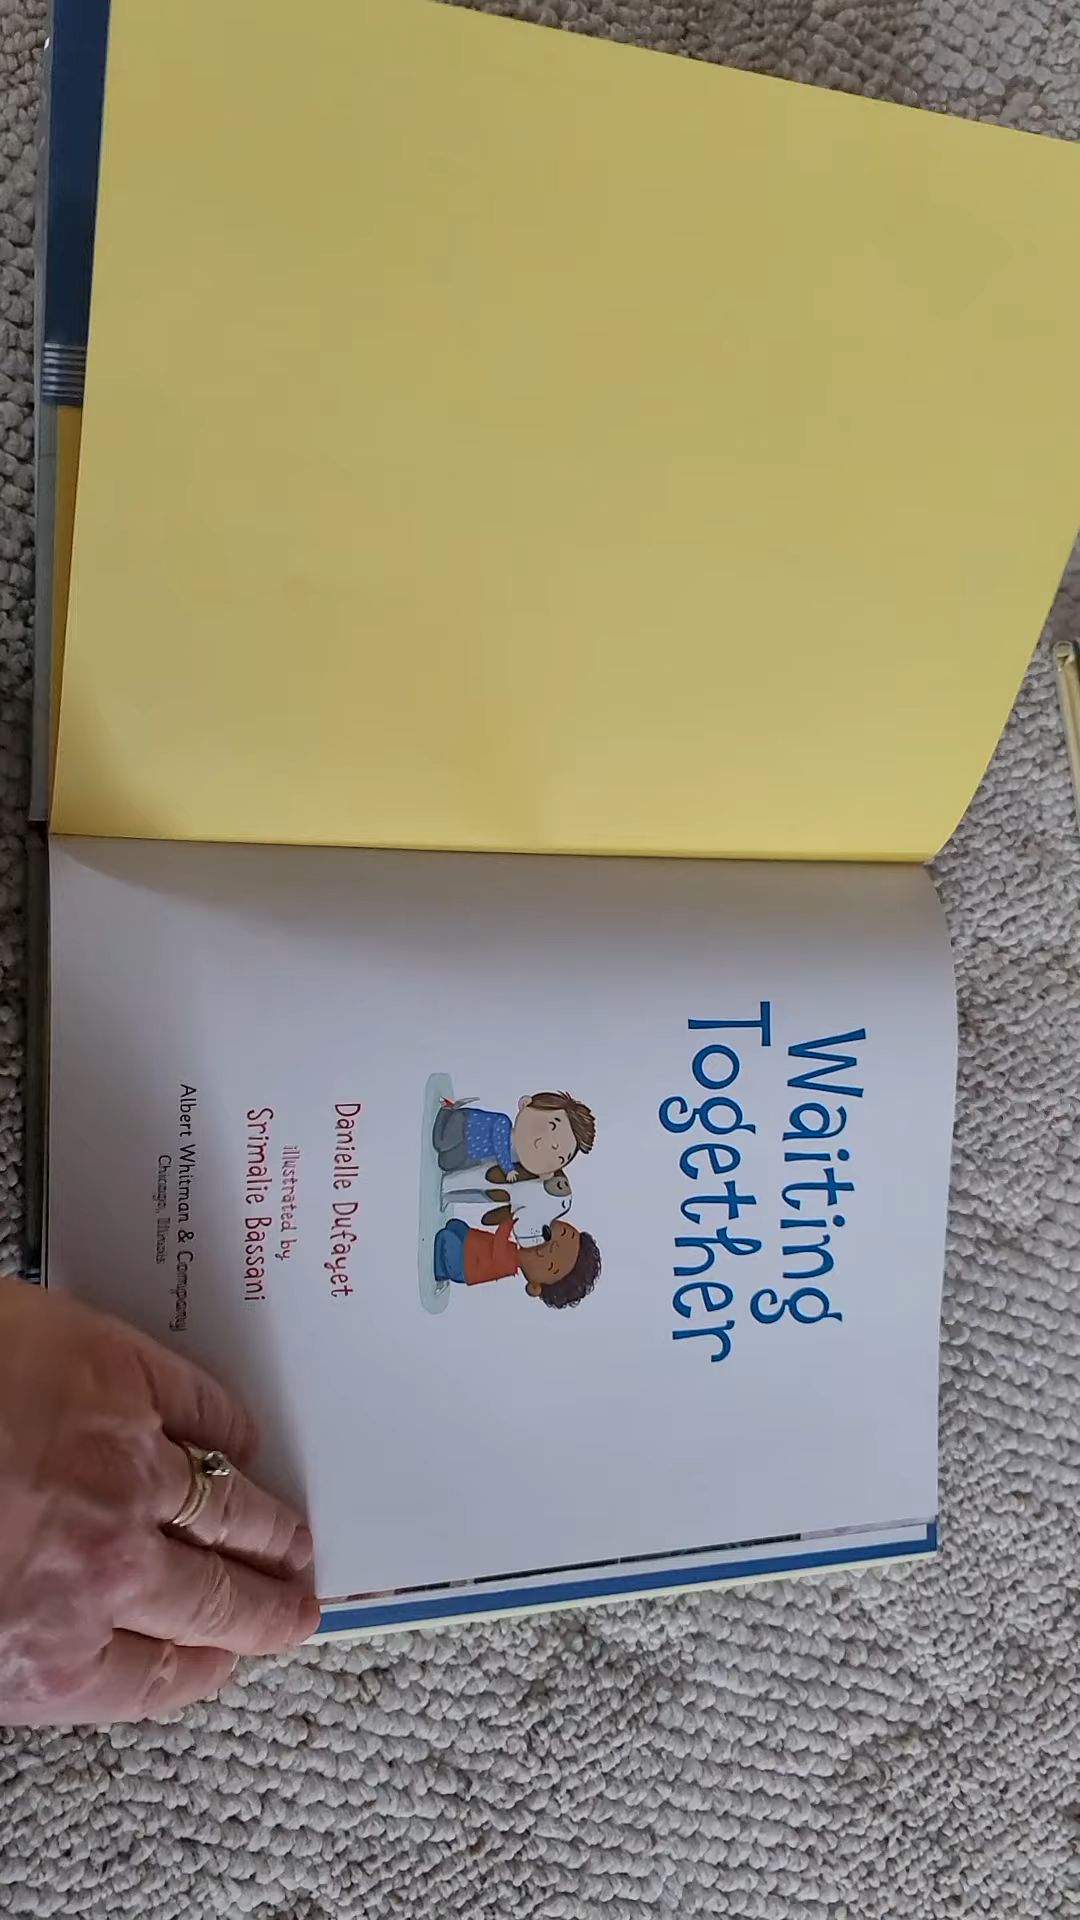 Waiting
Together
Danielle Dufayet
illustrated by
Srimalie Bassani
Albert Whitman & Company
Chicago, Illinois